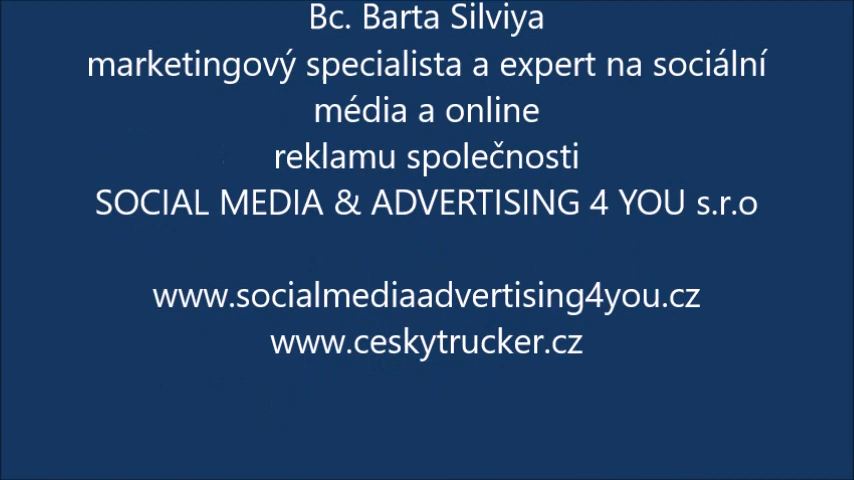 Bc. Barta Silviya
marketingový specialista a expert na sociální
média a online
reklamu společnosti
SOCIAL MEDIA & ADVERTISING 4 YOU s.r.o
www.socialmediaadvertising4you.cz
www.ceskytrucker.cz